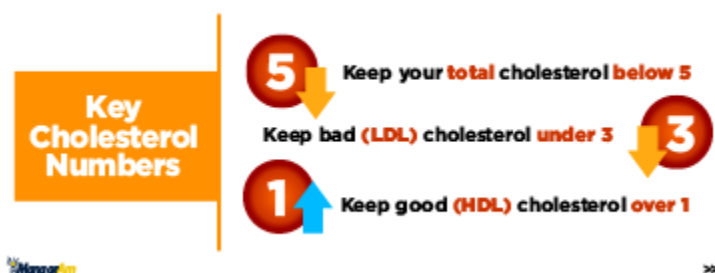 Key
Cholesterol
Numbers
5
Keep your total cholesterol below 5
Keep bad (LDL) cholesterol under 3
3
1
Keep good (HDL) cholesterol over 1